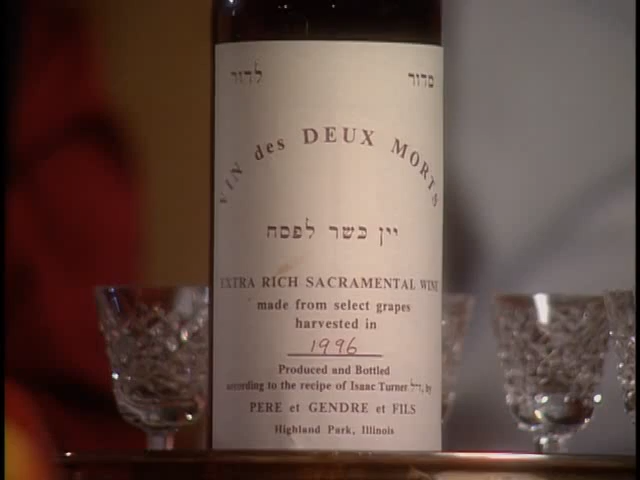 מדור לדור
VIN des DEUX MORTS
יין כשר לפסח
EXTRA RICH SACRAMENTAL WINE
made from select grapes
harvested in
1996
Produced and Bottled
according to the recipe of Isaac Turner ז״ל, by
PERE et GENDRE et FILS
Highland Park, Illinois